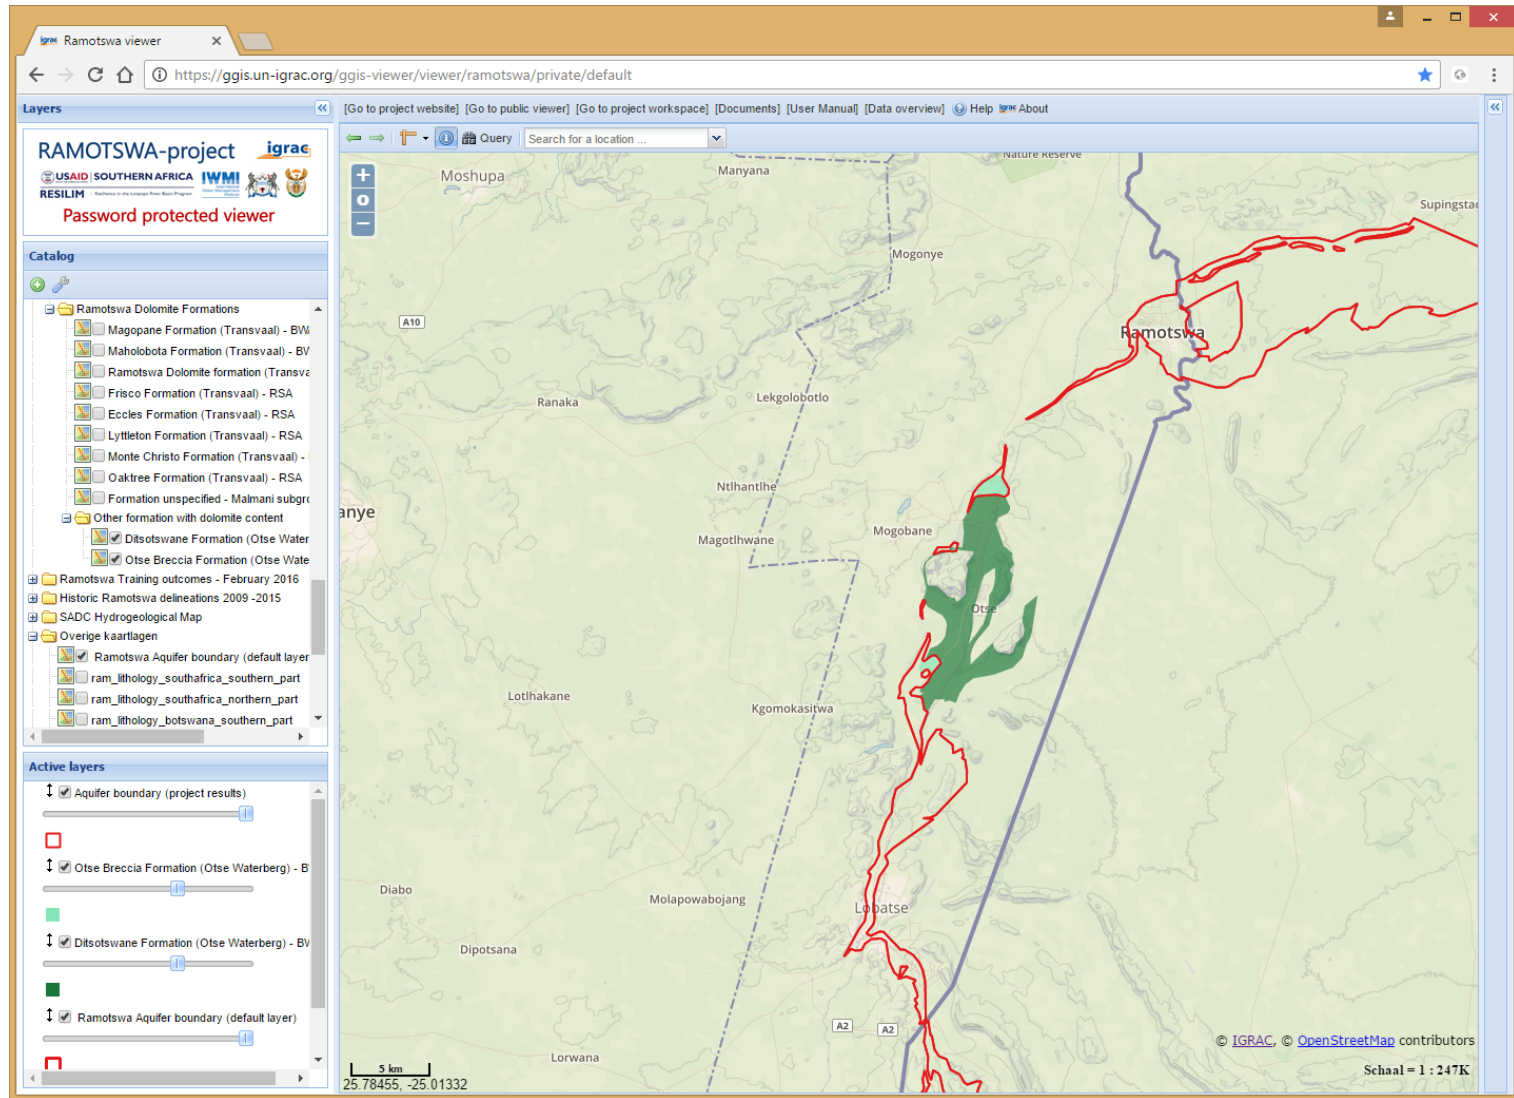 igrac Ramotswa viewer
https://ggis.un-igrac.org/ggis-viewer/viewer/ramotswa/private/default
Layers
[Go to project website] [Go to public viewer] [Go to project workspace] [Documents] [User Manual] [Data overview] Help igrac About
Query Search for a location ...
RAMOTSWA-project igrac
USAID SOUTHERN AFRICA IWMI
RESILIM
Password protected viewer
Catalog
Ramotswa Dolomite Formations
Magopane Formation (Transvaal) - BW
Maholobota Formation (Transvaal) - BW
Ramotswa Dolomite formation (Transva
Frisco Formation (Transvaal) - RSA
Eccles Formation (Transvaal) - RSA
Lyttleton Formation (Transvaal) - RSA
Monte Christo Formation (Transvaal) -
Oaktree Formation (Transvaal) - RSA
Formation unspecified - Malmani subgro
Other formation with dolomite content
Ditsotswane Formation (Otse Water
Otse Breccia Formation (Otse Wate
Ramotswa Training outcomes - February 2016
Historic Ramotswa delineations 2009 -2015
SADC Hydrogeological Map
Overige kaartlagen
Ramotswa Aquifer boundary (default layer
ram_lithology_southafrica_southern_part
ram_lithology_southafrica_northern_part
ram_lithology_botswana_southern_part
Active layers
Aquifer boundary (project results)
Otse Breccia Formation (Otse Waterberg) - B
Ditsotswane Formation (Otse Waterberg) - BW
Ramotswa Aquifer boundary (default layer)
Nature Reserve
Moshupa
Manyana
Supingstad
Mogonye
A10
Ramotswa
Ranaka
Lekgolobotlo
Ntlhantlhe
anye
Mogobane
Magotlhwane
Otse
Lotlhakane
Kgomokasitwa
Diabo
Molapowabojang
Lobatse
Dipotsana
A2
A2
Lorwana
© IGRAC, © OpenStreetMap contributors
5 km
25.78455, -25.01332
Schaal = 1 : 247K